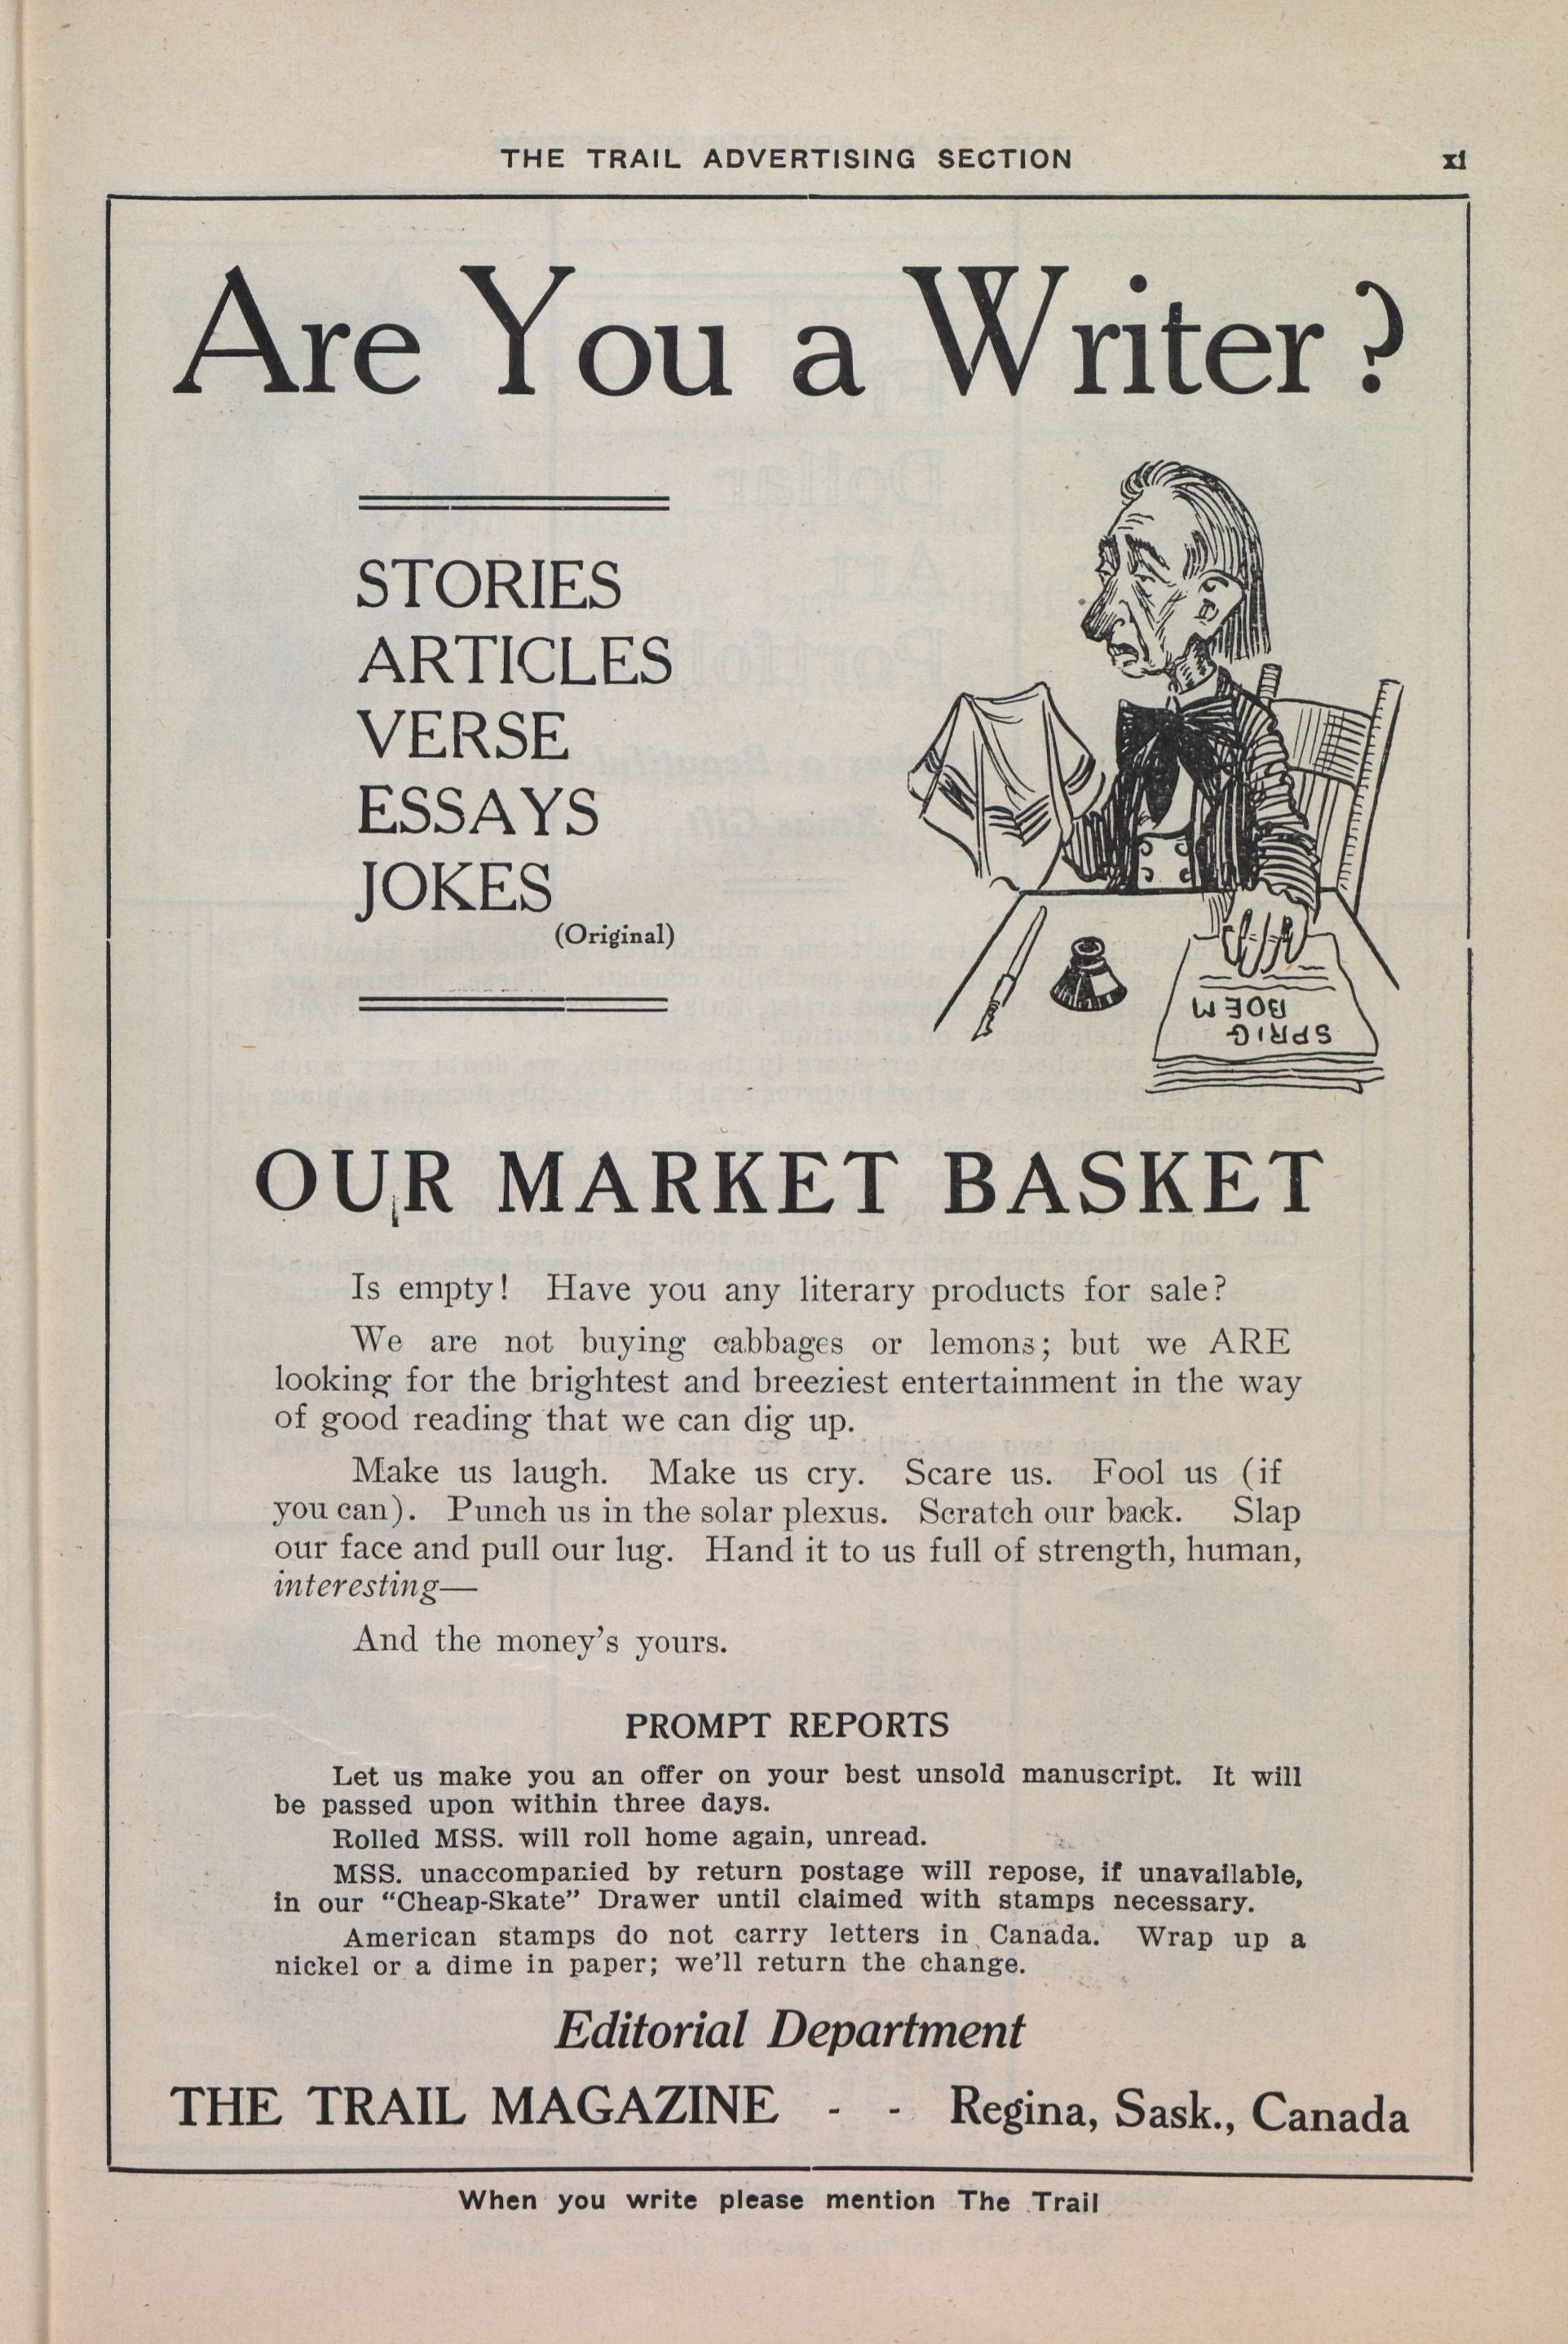 THE TRAIL ADVERTISING SECTION xi
Are You a Writer?
STORIES
ARTICLES
VERSE
ESSAYS
JOKES
(Original)
SPRIG
BOEM
OUR MARKET BASKET
Is empty! Have you any literary products for sale?
We are not buying cabbages or lemons; but we ARE
looking for the brightest and breeziest entertainment in the way
of good reading that we can dig up.
Make us laugh. Make us cry. Scare us. Fool us (if
you can). Punch us in the solar plexus. Scratch our back. Slap
our face and pull our lug. Hand it to us full of strength, human,
interesting—
And the money's yours.
PROMPT REPORTS
Let us make you an offer on your best unsold manuscript. It will
be passed upon within three days.
Rolled MSS. will roll home again, unread.
MSS. unaccompanied by return postage will repose, if unavailable,
in our "Cheap-Skate" Drawer until claimed with stamps necessary.
American stamps do not carry letters in Canada. Wrap up a
nickel or a dime in paper; we'll return the change.
Editorial Department
THE TRAIL MAGAZINE - - Regina, Sask., Canada
When you write please mention The Trail